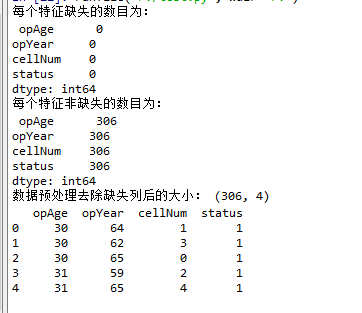 每个特征缺失的数目为:
opAge 0
opYear 0
cellNum 0
status 0
dtype: int64
每个特征非缺失的数目为:
opAge 306
opYear 306
cellNum 306
status 306
dtype: int64
数据预处理去除缺失列后的大小: (306, 4)
opAge opYear cellNum status
0 30 64 1 1
1 30 62 3 1
2 30 65 0 1
3 31 59 2 1
4 31 65 4 1